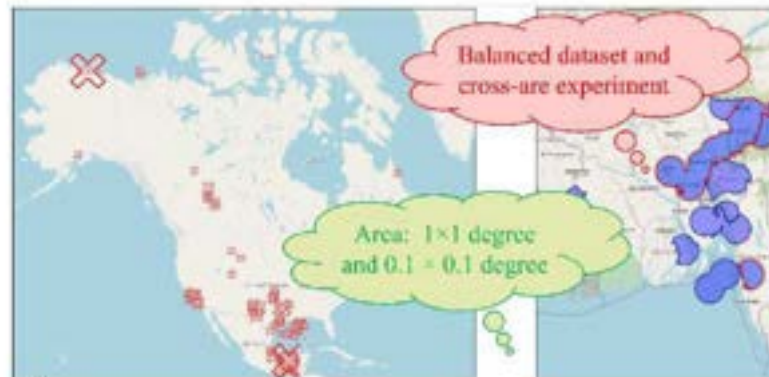 Balanced dataset and
cross-are experiment
Area: 1×1 degree
and 0.1 × 0.1 degree